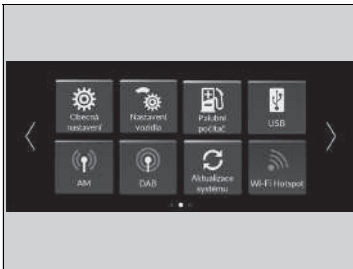 Obecná
nastavení
Nastavení
vozidla
Palubní
počítač
USB
AM
DAB
Aktualizace
systému
Wi-Fi Hotspot